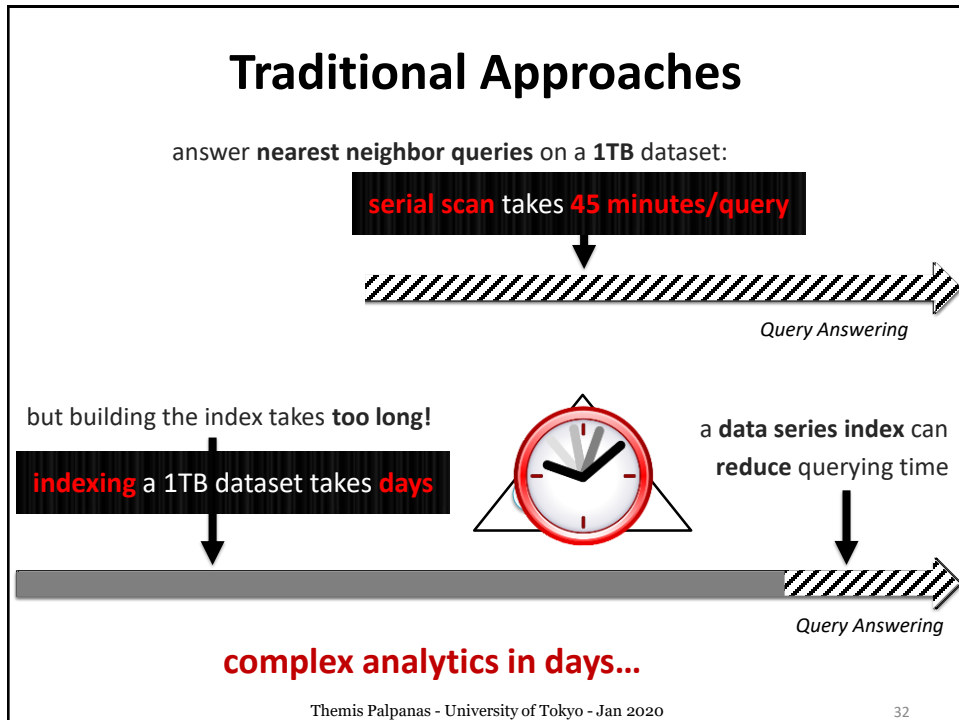 Traditional Approaches
answer nearest neighbor queries on a 1TB dataset:
serial scan takes 45 minutes/query
Query Answering
but building the index takes too long!
indexing a 1TB dataset takes days
a data series index can
reduce querying time
Query Answering
complex analytics in days…
Themis Palpanas - University of Tokyo - Jan 2020
32